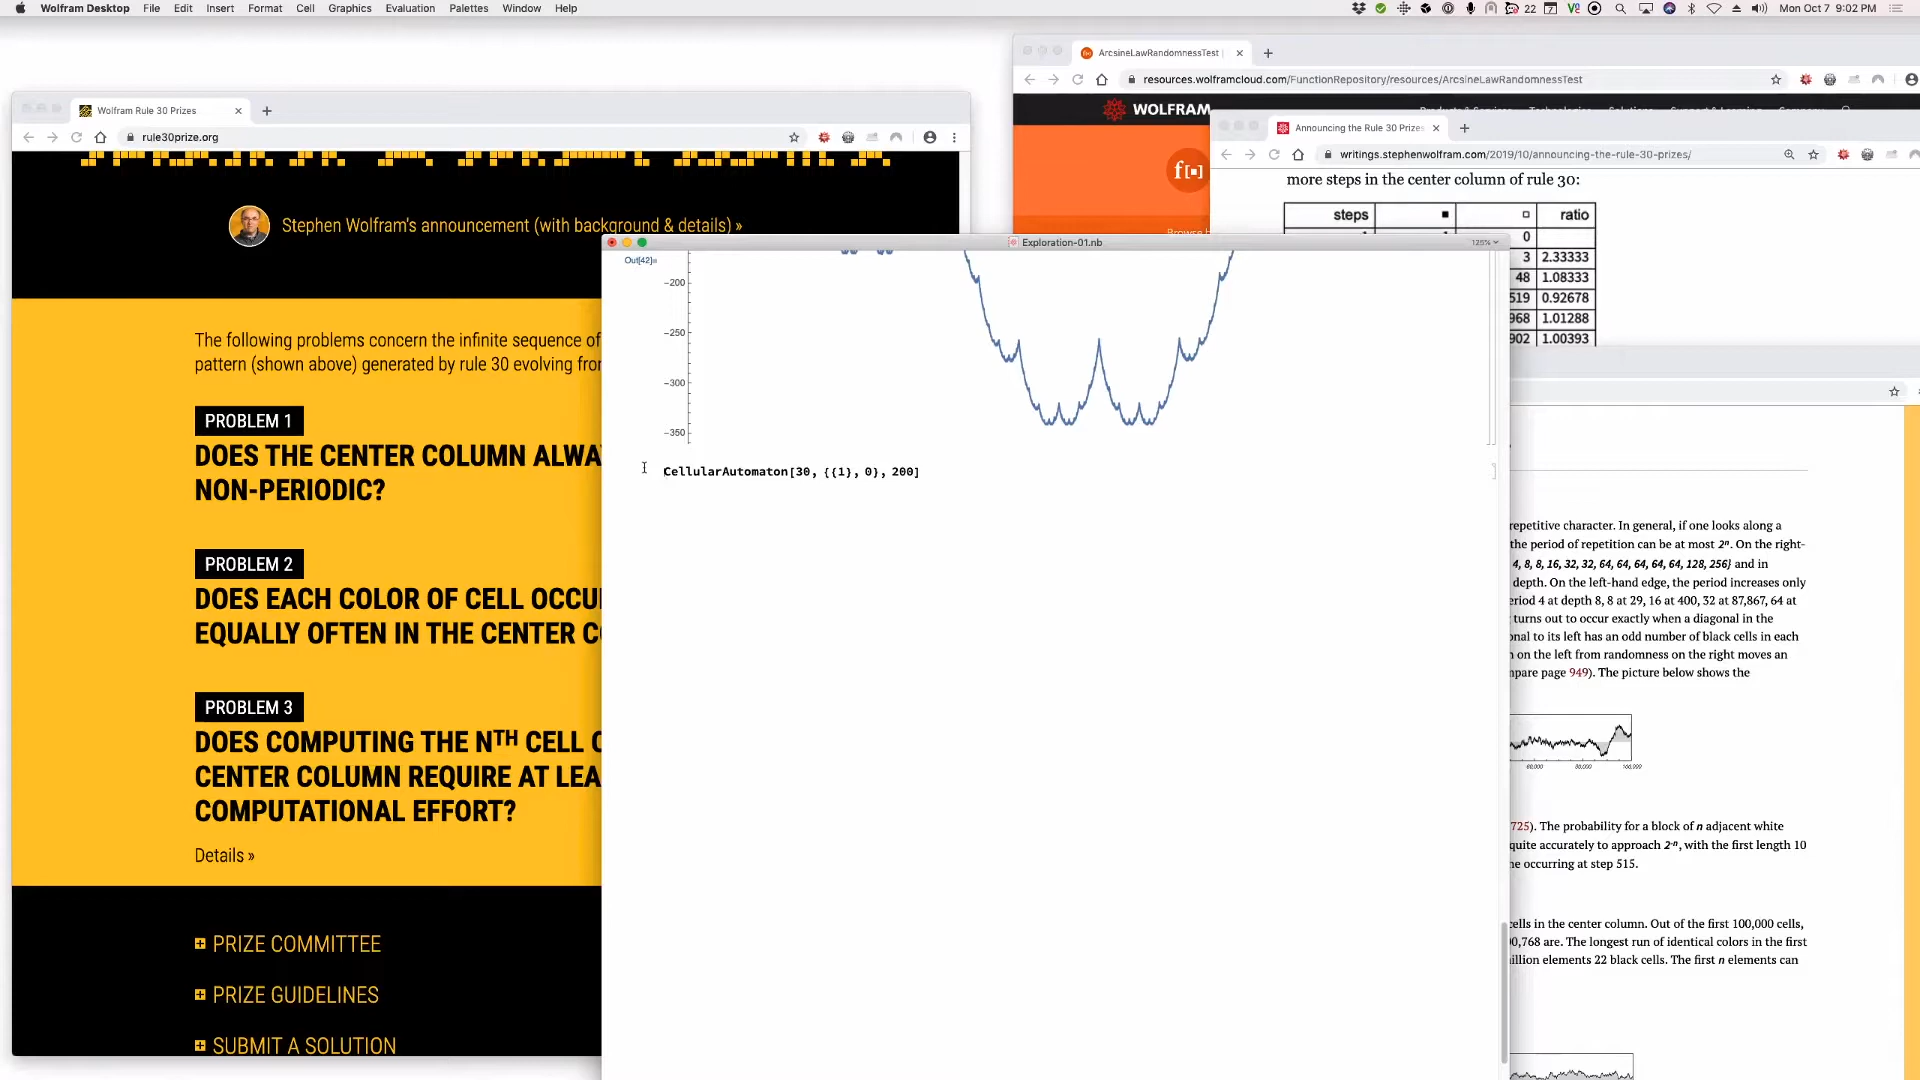 Wolfram Desktop File Edit Insert Format Cell Graphics Evaluation Palettes Window Help
22 Mon Oct 7 9:02 PM
Wolfram Rule 30 Prizes
rule30prize.org
Stephen Wolfram's announcement (with background & details) »
The following problems concern the infinite sequence of
pattern (shown above) generated by rule 30 evolving from
PROBLEM 1
DOES THE CENTER COLUMN ALWA
NON-PERIODIC?
PROBLEM 2
DOES EACH COLOR OF CELL OCCU
EQUALLY OFTEN IN THE CENTER C
PROBLEM 3
DOES COMPUTING THE NTH CELL O
CENTER COLUMN REQUIRE AT LEA
COMPUTATIONAL EFFORT?
Details »
PRIZE COMMITTEE
PRIZE GUIDELINES
SUBMIT A SOLUTION
ArcsineLawRandomnessTest
resources.wolframcloud.com/FunctionRepository/resources/ArcsineLawRandomnessTest
WOLFRAM
f[▪]
Announcing the Rule 30 Prizes
writings.stephenwolfram.com/2019/10/announcing-the-rule-30-prizes/
more steps in the center column of rule 30:
steps ■ □ ratio
0
3 2.33333
48 1.08333
519 0.92678
968 1.01288
902 1.00393
Exploration-01.nb
125%
Out[42]=
-200
-250
-300
-350
CellularAutomaton[30, {{1}, 0}, 200]
repetitive character. In general, if one looks along a
the period of repetition can be at most 2ⁿ. On the right-
4, 8, 8, 16, 32, 32, 64, 64, 64, 64, 64, 128, 256} and in
depth. On the left-hand edge, the period increases only
eriod 4 at depth 8, 8 at 29, 16 at 400, 32 at 87,867, 64 at
turns out to occur exactly when a diagonal in the
onal to its left has an odd number of black cells in each
n on the left from randomness on the right moves an
mpare page 949). The picture below shows the
60,000 80,000 100,000
725). The probability for a block of n adjacent white
quite accurately to approach 2⁻ⁿ, with the first length 10
ne occurring at step 515.
cells in the center column. Out of the first 100,000 cells,
0,768 are. The longest run of identical colors in the first
illion elements 22 black cells. The first n elements can